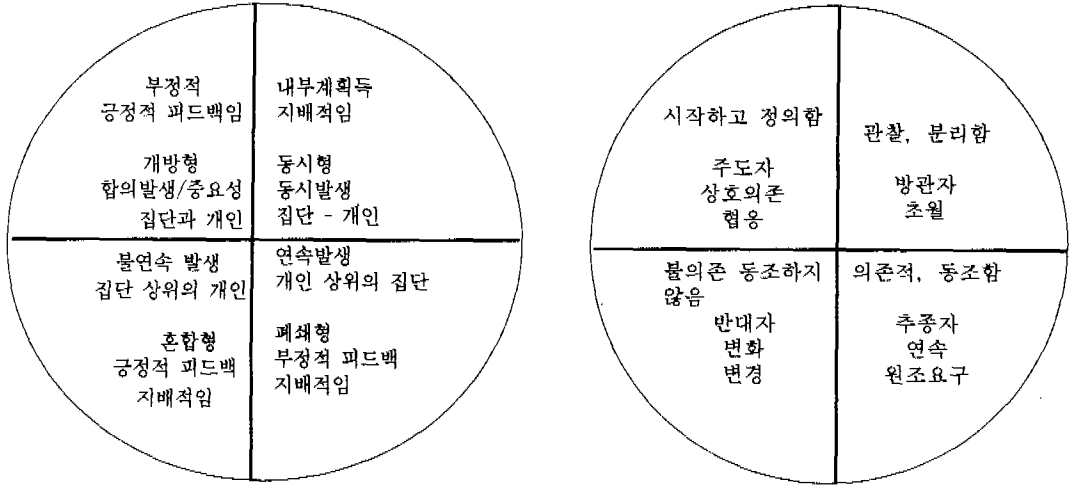 부정적
긍정적 피드백임
개방형
합의발생/중요성
집단과 개인
내부계획득
지배적임
동시형
동시발생
집단 - 개인
불연속 발생
집단 상위의 개인
혼합형
긍정적 피드백
지배적임
연속발생
개인 상위의 집단
폐쇄형
부정적 피드백
지배적임
시작하고 정의함
주도자
상호의존
협응
관찰, 분리함
방관자
초월
불의존 동조하지
않음
반대자
변화
변경
의존적, 동조함
추종자
연속
원조요구